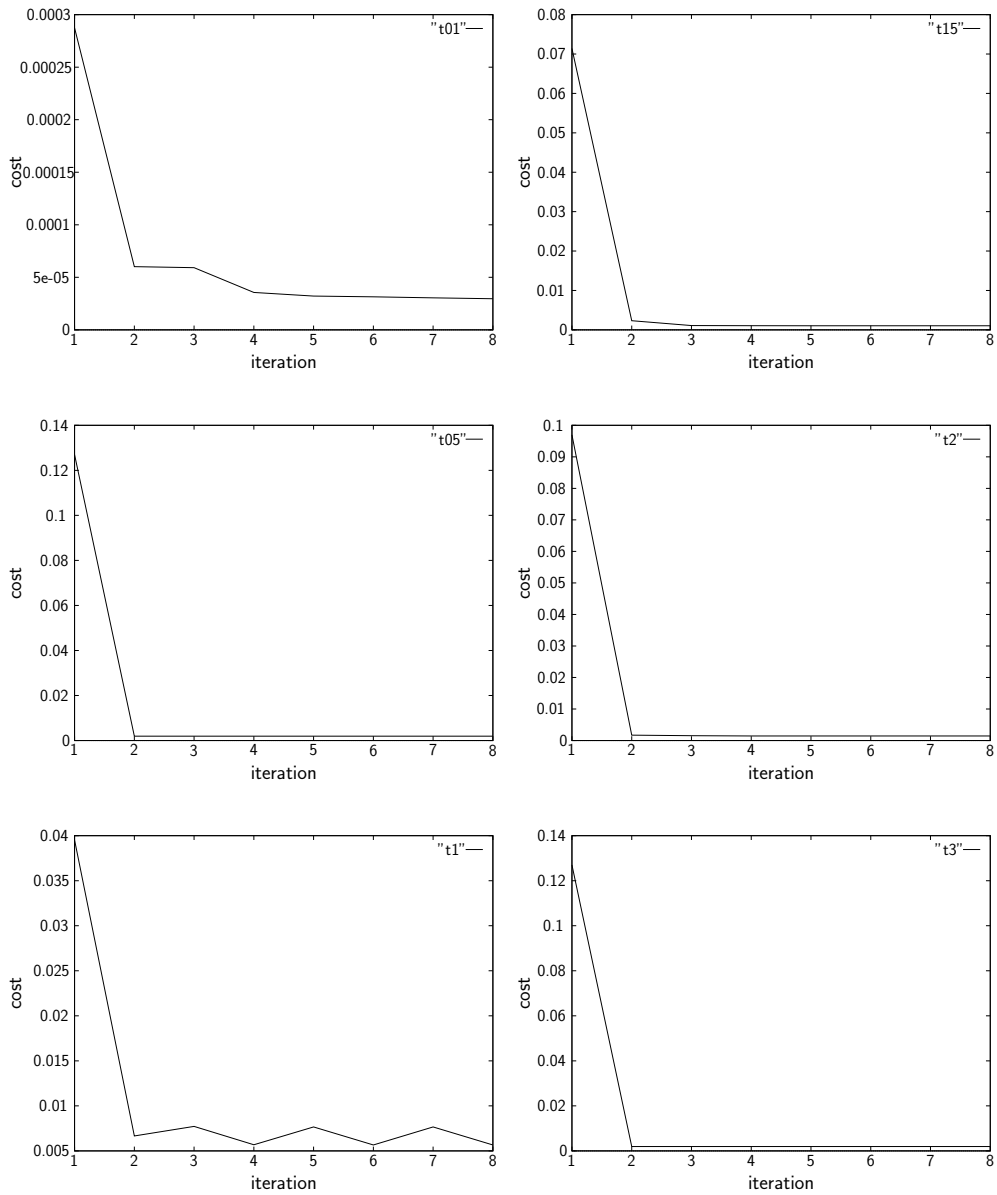 "t01"
0.0003
0.00025
0.0002
0.00015
0.0001
5e-05
0
cost
1 2 3 4 5 6 7 8
iteration
"t15"
0.08
0.07
0.06
0.05
0.04
0.03
0.02
0.01
0
cost
1 2 3 4 5 6 7 8
iteration
"t05"
0.14
0.12
0.1
0.08
0.06
0.04
0.02
0
cost
1 2 3 4 5 6 7 8
iteration
"t2"
0.1
0.09
0.08
0.07
0.06
0.05
0.04
0.03
0.02
0.01
0
cost
1 2 3 4 5 6 7 8
iteration
"t1"
0.04
0.035
0.03
0.025
0.02
0.015
0.01
0.005
cost
1 2 3 4 5 6 7 8
iteration
"t3"
0.14
0.12
0.1
0.08
0.06
0.04
0.02
0
cost
1 2 3 4 5 6 7 8
iteration